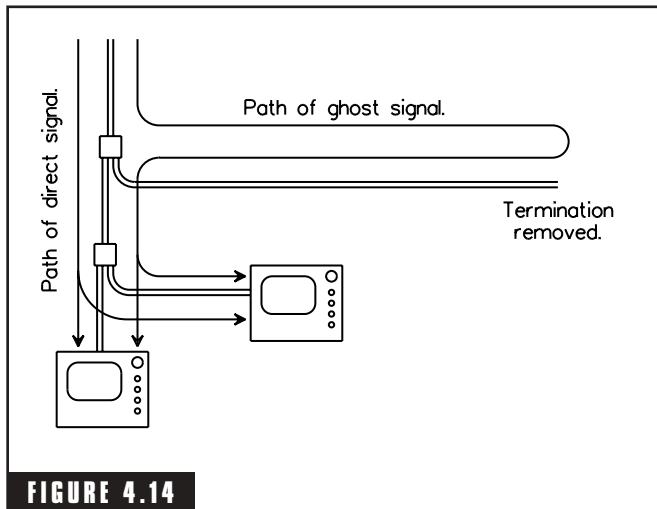 Path of direct signal.
Path of ghost signal.
Termination
removed.
FIGURE 4.14